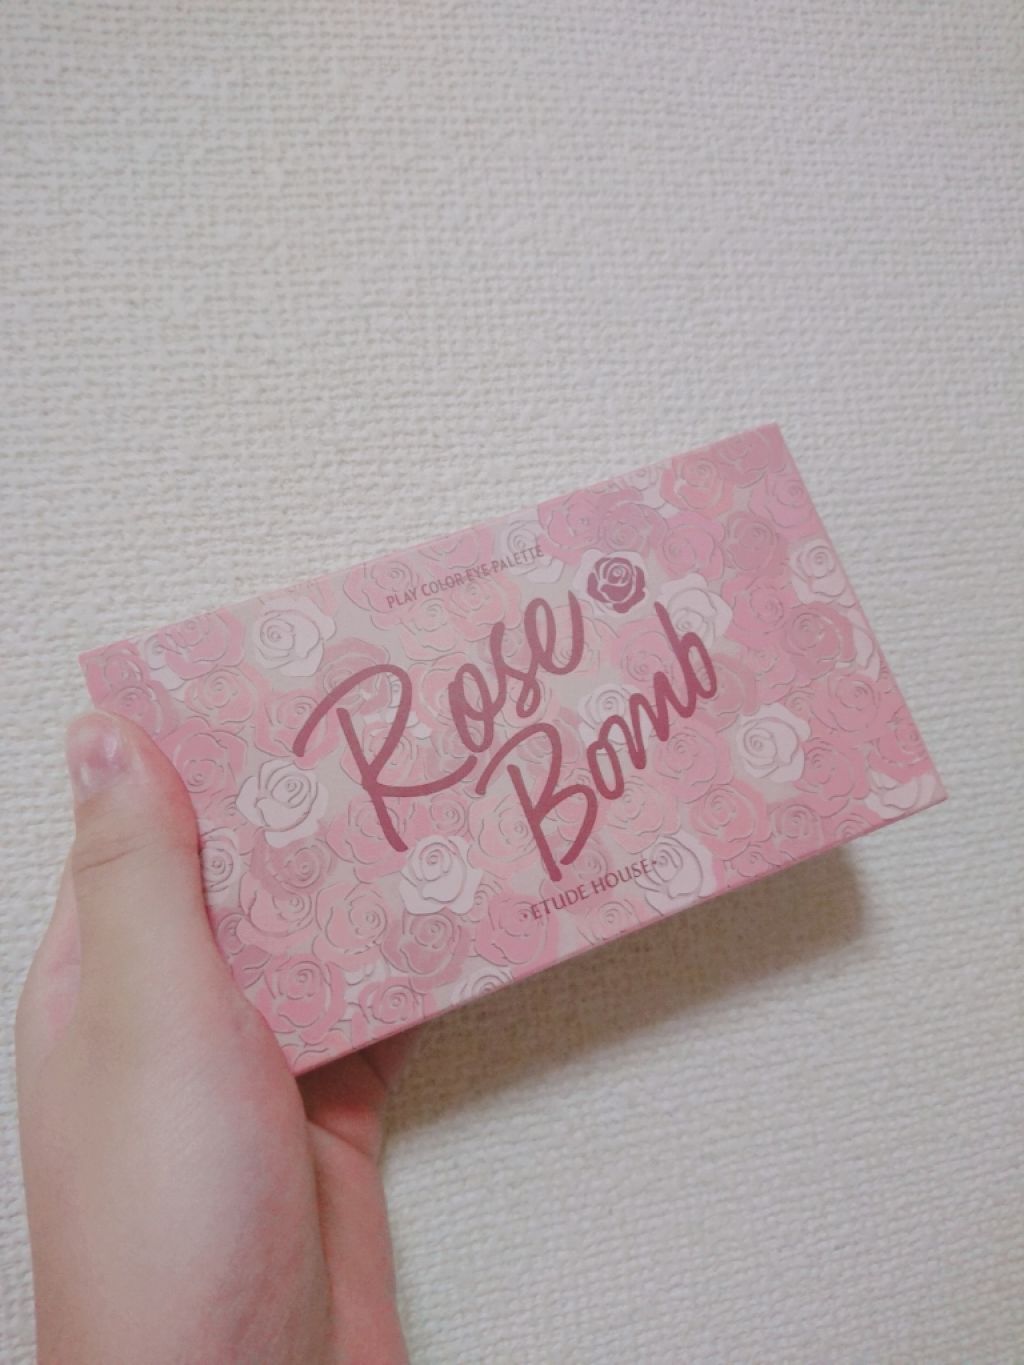 PLAY COLOR EYE PALETTE
Rose
Bomb
·ETUDE HOUSE·